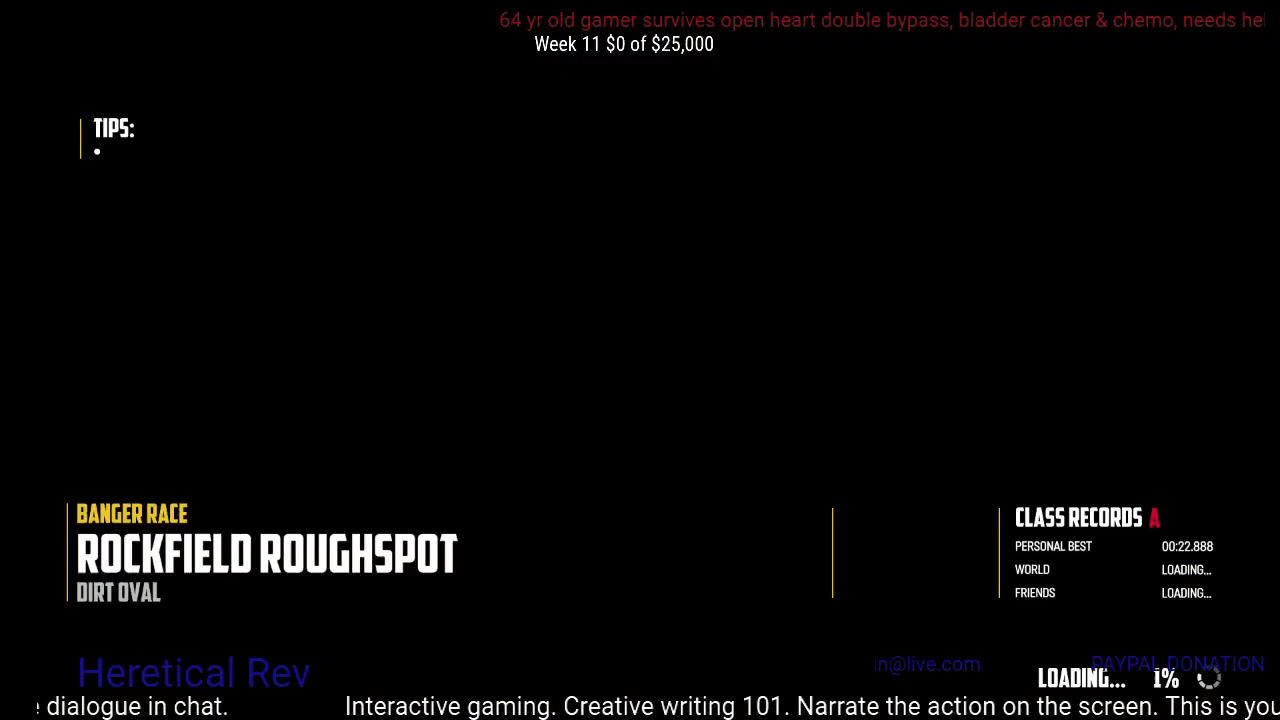 64 yr old gamer survives open heart double bypass, bladder cancer & chemo, needs hel
Week 11 $0 of $25,000
TIPS:
•
BANGER RACE
ROCKFIELD ROUGHSPOT
DIRT OVAL
CLASS RECORDS A
PERSONAL BEST 00:22.888
WORLD LOADING...
FRIENDS LOADING...
Heretical Rev
in@live.com PAYPAL DONATION
LOADING... 1%
dialogue in chat. Interactive gaming. Creative writing 101. Narrate the action on the screen. This is you